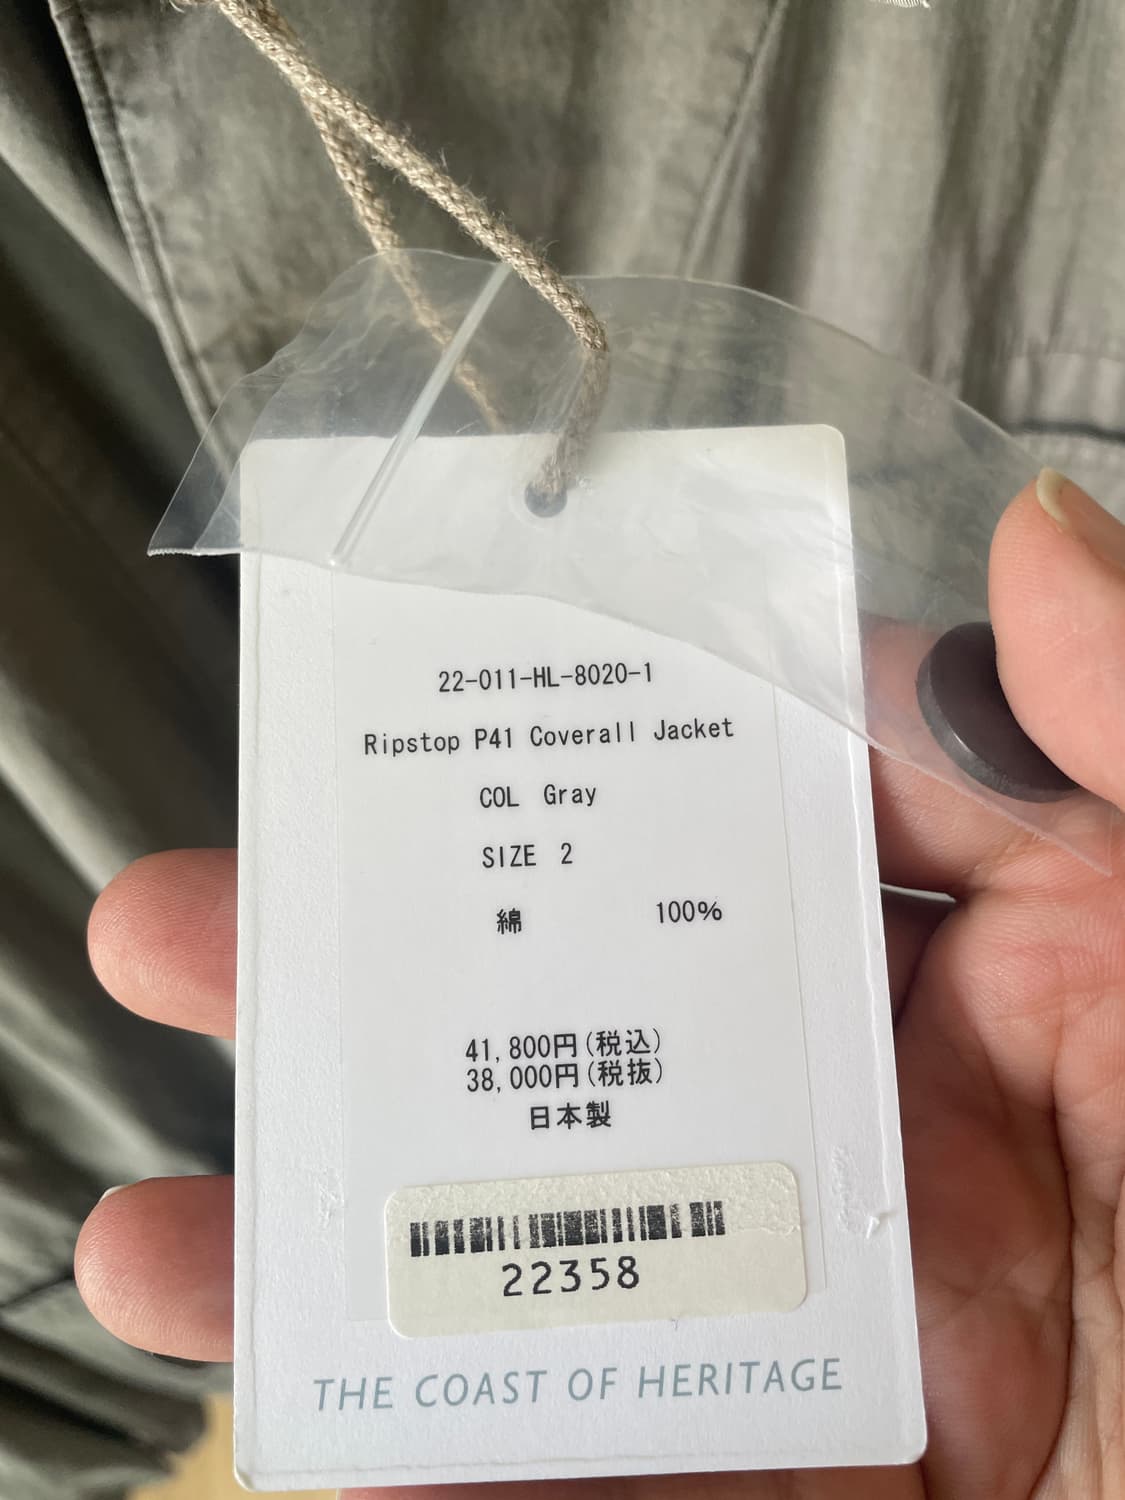 22-011-HL-8020-1
Ripstop P41 Coverall Jacket
COL Gray
SIZE 2
綿 100%
41,800円(税込)
38,000円(税抜)
日本製
22358
THE COAST OF HERITAGE